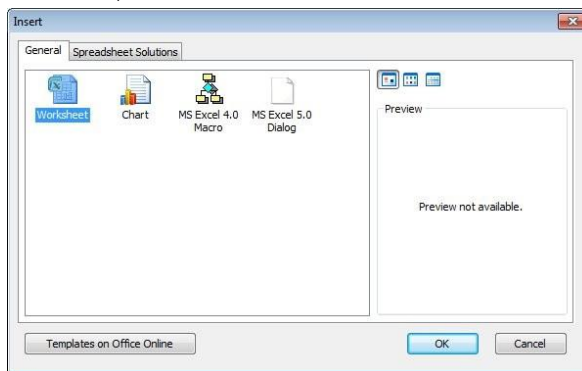 Insert
General Spreadsheet Solutions
Worksheet Chart MS Excel 4.0 MS Excel 5.0
Macro Dialog
Preview
Preview not available.
Templates on Office Online OK Cancel